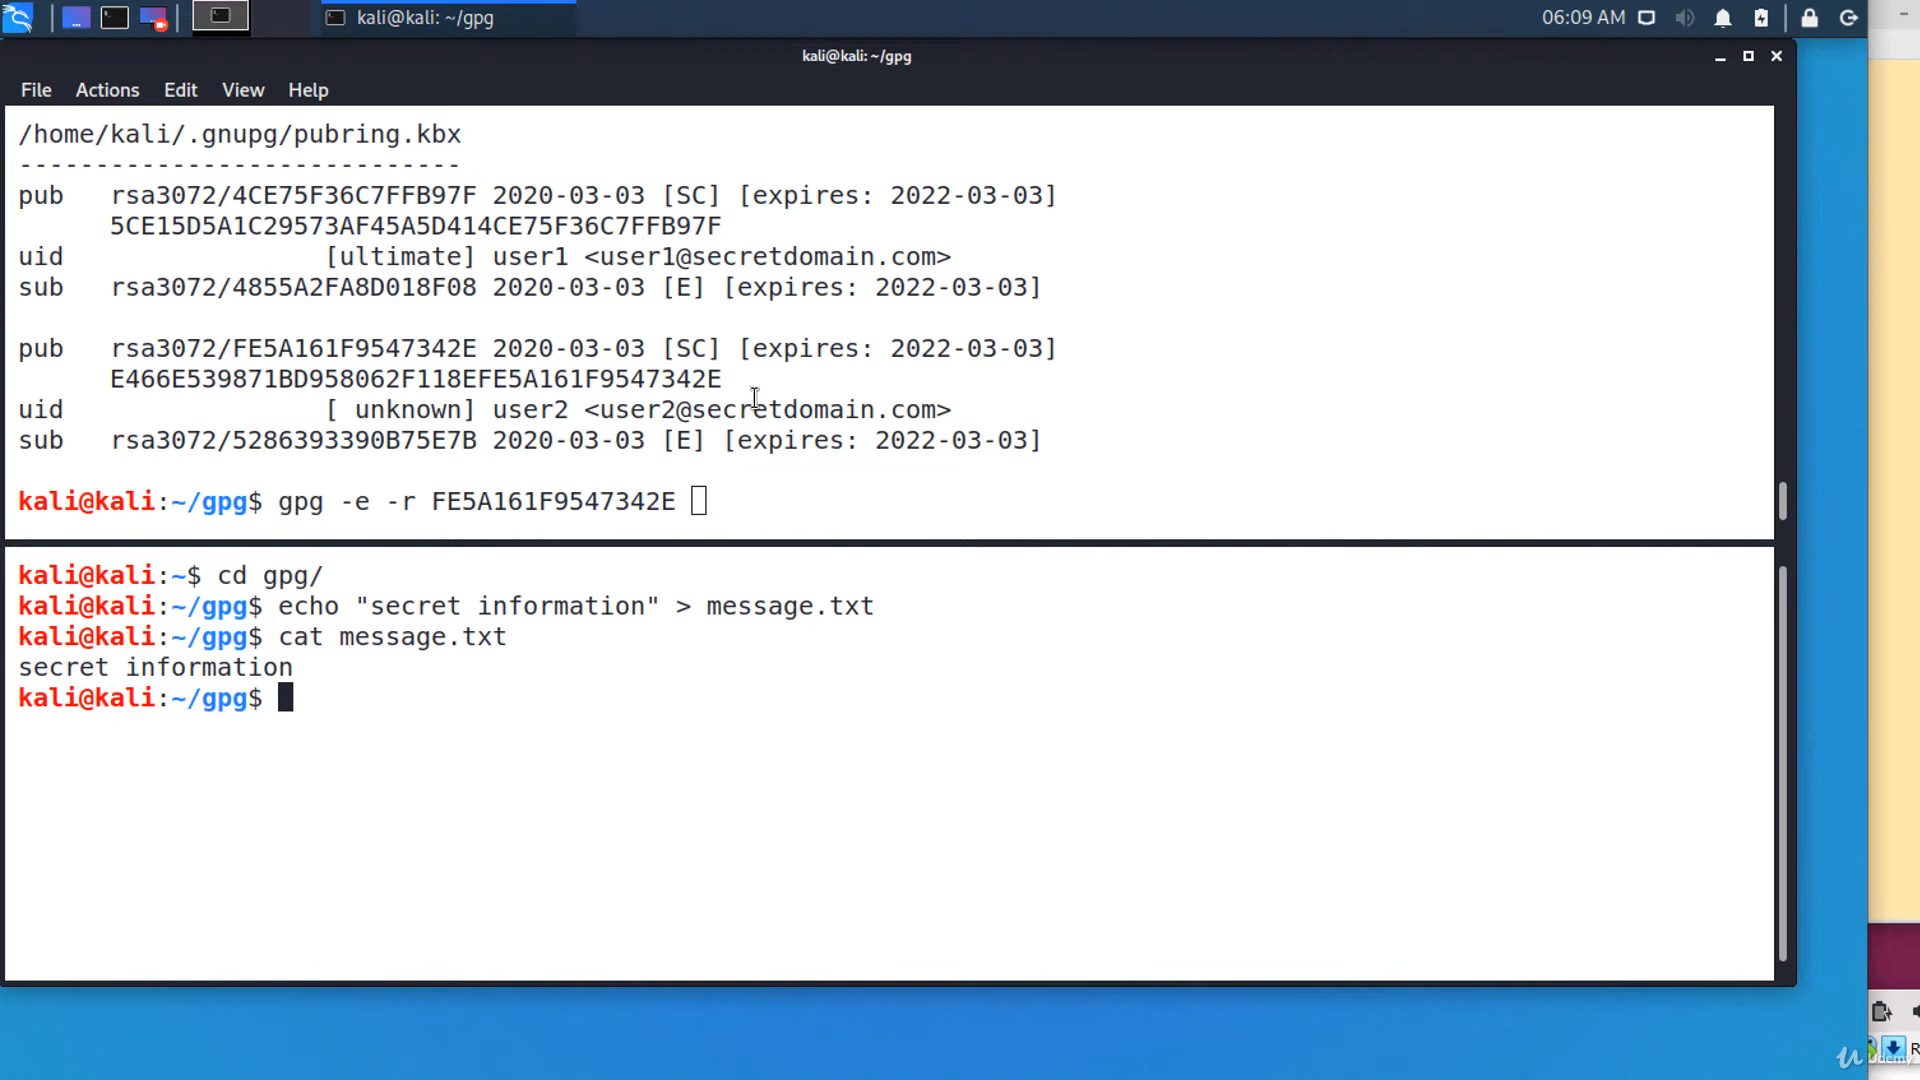 kali@kali: ~/gpg
06:09 AM
kali@kali: ~/gpg
File Actions Edit View Help
/home/kali/.gnupg/pubring.kbx
-----------------------------
pub rsa3072/4CE75F36C7FFB97F 2020-03-03 [SC] [expires: 2022-03-03]
5CE15D5A1C29573AF45A5D414CE75F36C7FFB97F
uid [ultimate] user1 <user1@secretdomain.com>
sub rsa3072/4855A2FA8D018F08 2020-03-03 [E] [expires: 2022-03-03]
pub rsa3072/FE5A161F9547342E 2020-03-03 [SC] [expires: 2022-03-03]
E466E539871BD958062F118EFE5A161F9547342E
uid [ unknown] user2 <user2@secretdomain.com>
sub rsa3072/5286393390B75E7B 2020-03-03 [E] [expires: 2022-03-03]
kali@kali:~/gpg$ gpg -e -r FE5A161F9547342E
kali@kali:~$ cd gpg/
kali@kali:~/gpg$ echo "secret information" > message.txt
kali@kali:~/gpg$ cat message.txt
secret information
kali@kali:~/gpg$
R
Udemy